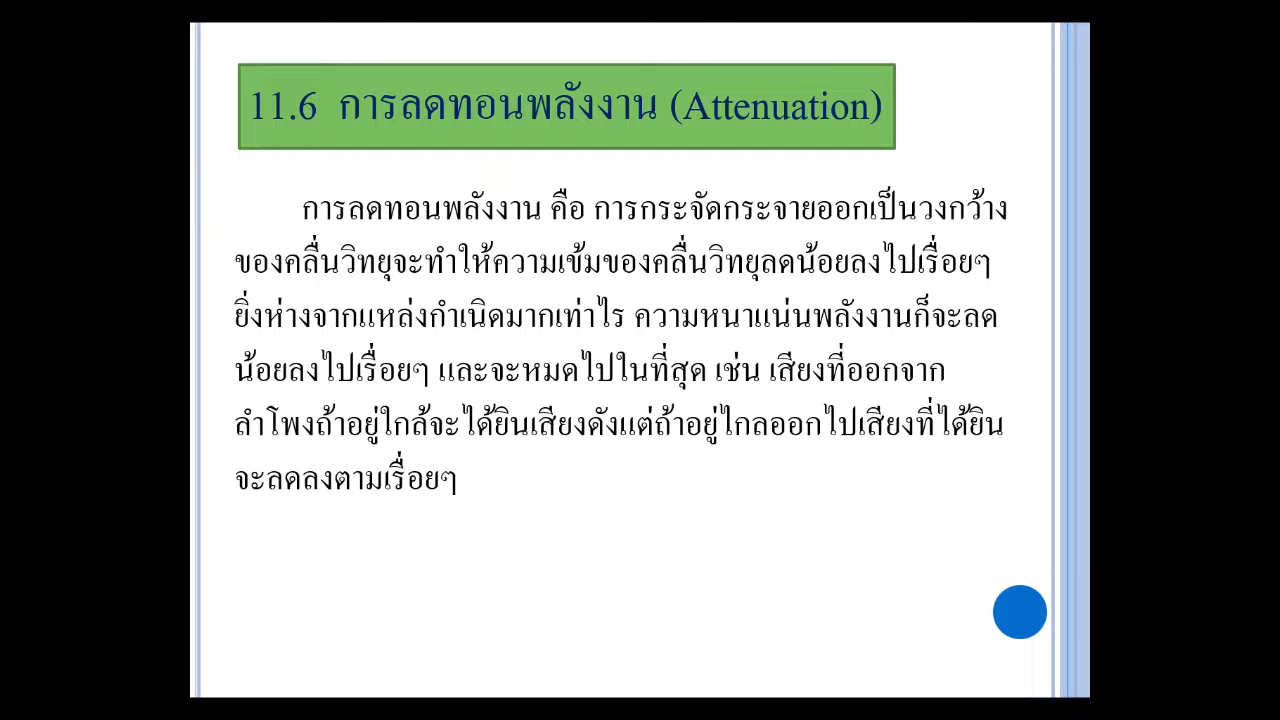 11.6 การลดทอนพลังงาน (Attenuation)
การลดทอนพลังงาน คือ การกระจัดกระจายออกเป็นวงกว้าง
ของคลื่นวิทยุจะทำให้ความเข้มของคลื่นวิทยุลดน้อยลงไปเรื่อยๆ
ยิ่งห่างจากแหล่งกำเนิดมากเท่าไร ความหนาแน่นพลังงานก็จะลด
น้อยลงไปเรื่อยๆ และจะหมดไปในที่สุด เช่น เสียงที่ออกจาก
ลำโพงถ้าอยู่ใกล้จะได้ยินเสียงดังแต่ถ้าอยู่ไกลออกไปเสียงที่ได้ยิน
จะลดลงตามเรื่อยๆ